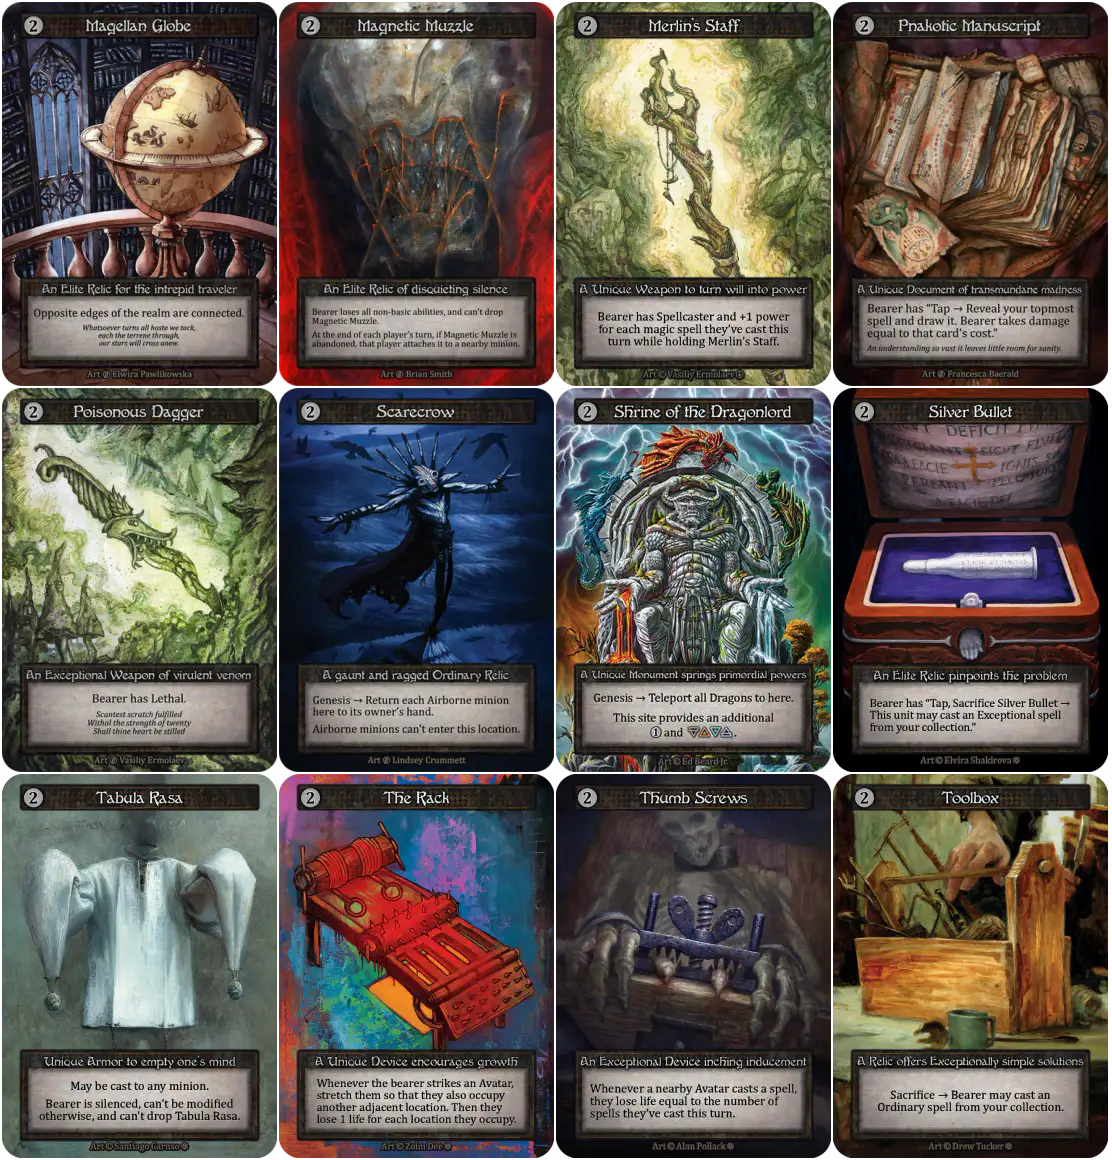 2 Magellan Globe
An Elite Relic for the intrepid traveler
Opposite edges of the realm are connected.
Whatsoever turns all haste we tack,
each the terrene through,
our stars will cross anew.
Art @ Elwira Pawlikowska
2 Magnetic Muzzle
An Elite Relic of disquieting silence
Bearer loses all non-basic abilities, and can't drop
Magnetic Muzzle.
At the end of each player's turn, if Magnetic Muzzle is
abandoned, that player attaches it to a nearby minion.
Art @ Brian Smith
2 Merlin's Staff
A Unique Weapon to turn will into power
Bearer has Spellcaster and +1 power
for each magic spell they've cast this
turn while holding Merlin's Staff.
Art © Vasiliy Ermolaev
2 Pnakotic Manuscript
A Unique Document of transmundane madness
Bearer has "Tap → Reveal your topmost
spell and draw it. Bearer takes damage
equal to that card's cost."
An understanding so vast it leaves little room for sanity.
Art @ Francesca Baerald
2 Poisonous Dagger
An Exceptional Weapon of virulent venom
Bearer has Lethal.
Scantest scratch fulfilled
Withal the strength of twenty
Shall thine heart be stilled
Art @ Vasiliy Ermolaev
2 Scarecrow
A gaunt and ragged Ordinary Relic
Genesis → Return each Airborne minion
here to its owner's hand.
Airborne minions can't enter this location.
Art @ Lindsey Crummett
2 Shrine of the Dragonlord
A Unique Monument springs primordial powers
Genesis → Teleport all Dragons to here.
This site provides an additional
1 and .
Art © Ed Beard Jr.
2 Silver Bullet
DEFICIT
FACIE
IGNIS
PEREANT
A FACIE DEI
An Elite Relic pinpoints the problem
Bearer has "Tap, Sacrifice Silver Bullet →
This unit may cast an Exceptional spell
from your collection."
Art © Elvira Shakirova
2 Tabula Rasa
Unique Armor to empty one's mind
May be cast to any minion.
Bearer is silenced, can't be modified
otherwise, and can't drop Tabula Rasa.
Art © Santiago Caruso
2 The Rack
A Unique Device encourages growth
Whenever the bearer strikes an Avatar,
stretch them so that they also occupy
another adjacent location. Then they
lose 1 life for each location they occupy.
Art © Zolin Dee
2 Thumb Screws
An Exceptional Device inching inducement
Whenever a nearby Avatar casts a spell,
they lose life equal to the number of
spells they've cast this turn.
Art © Alan Pollack
2 Toolbox
A Relic offers Exceptionally simple solutions
Sacrifice → Bearer may cast an
Ordinary spell from your collection.
Art © Drew Tucker